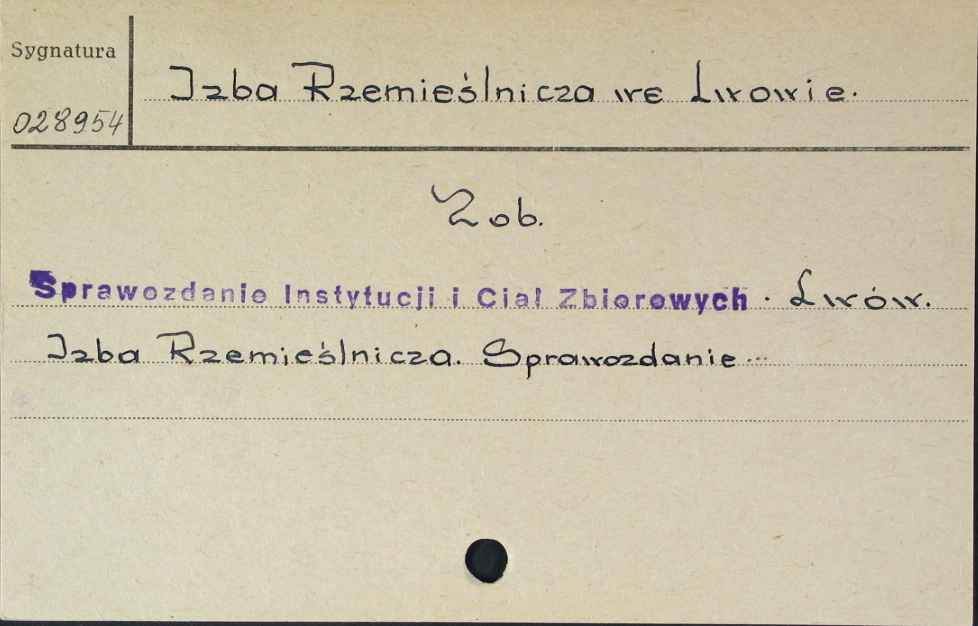 Sygnatura
028954
Izba Rzemieślnicza we Lwowie.
Zob.
Sprawozdanie Instytucji i Ciał Zbiorowych. Lwów.
Izba Rzemieślnicza. Sprawozdanie...